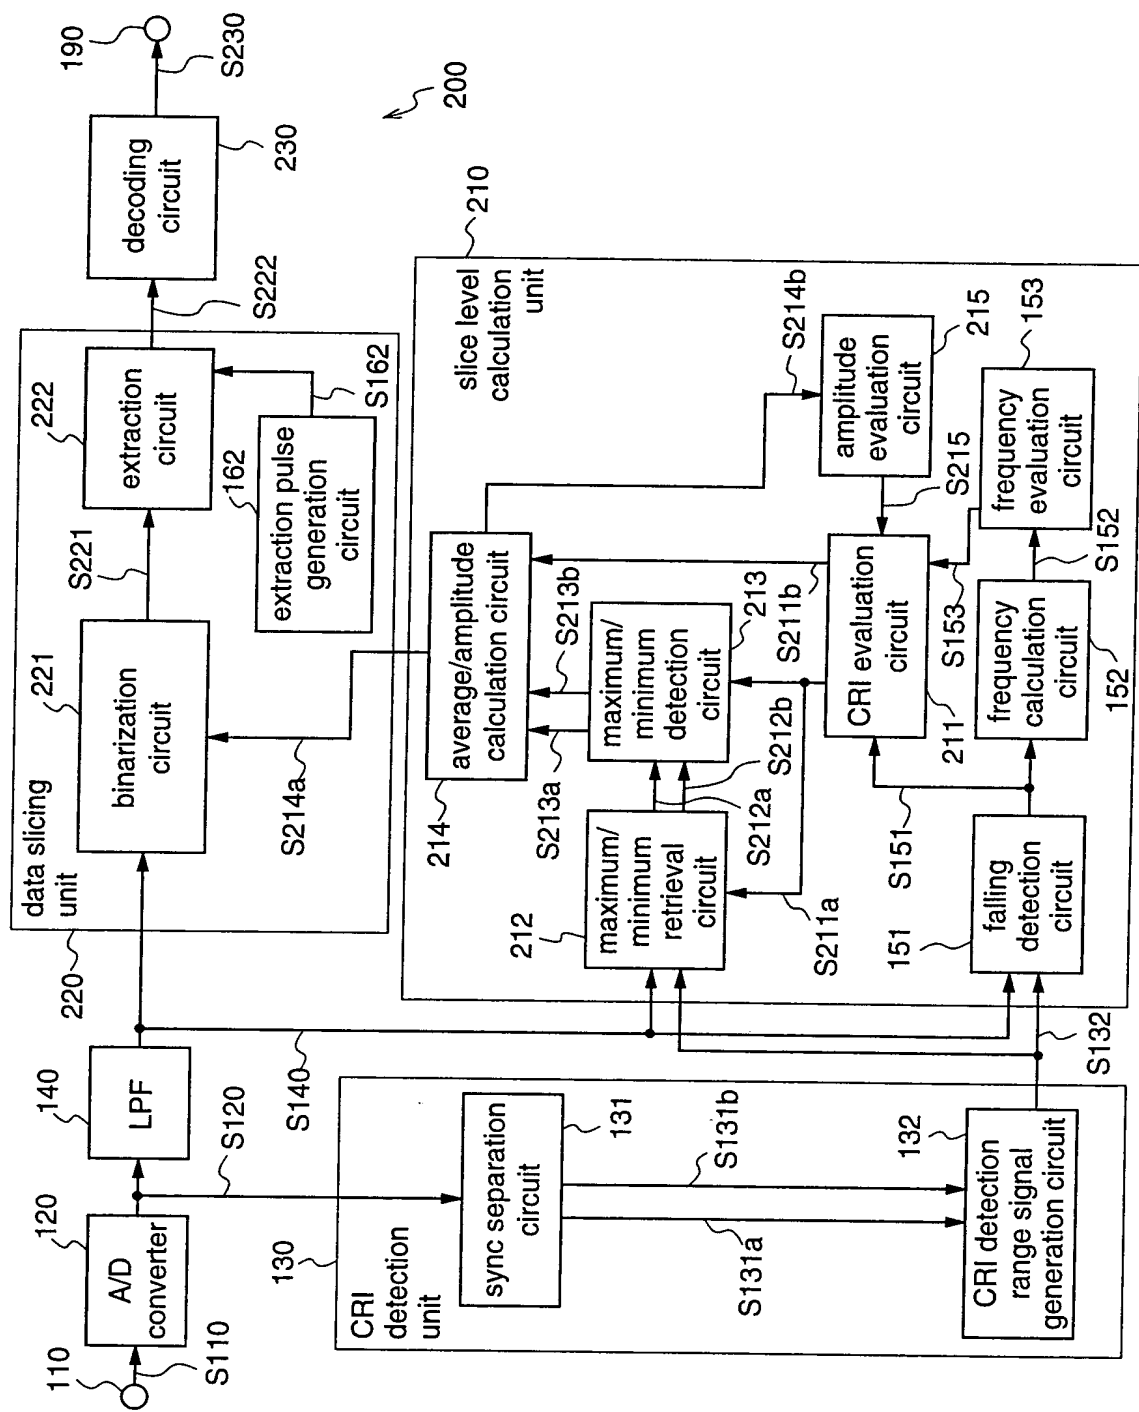 110
S110
120
A/D
converter
S120
140
LPF
S140
220
data slicing
unit
221
binarization
circuit
S214a
S221
222
extraction
circuit
162
extraction pulse
generation
circuit
S162
S222
decoding
circuit
230
S230
190
200
130
CRI
detection
unit
sync separation
circuit
131
S131a
S131b
132
CRI detection
range signal
generation circuit
S132
210
slice level
calculation
unit
212
maximum/
minimum
retrieval
circuit
S211a
S212a
S212b
maximum/
minimum
detection
circuit
213
S213a
S213b
214
average/amplitude
calculation circuit
S214b
S211b
amplitude
evaluation
circuit
215
S215
CRI evaluation
circuit
211
S151
151
falling
detection
circuit
frequency
calculation
circuit
152
S152
S153
frequency
evaluation
circuit
153